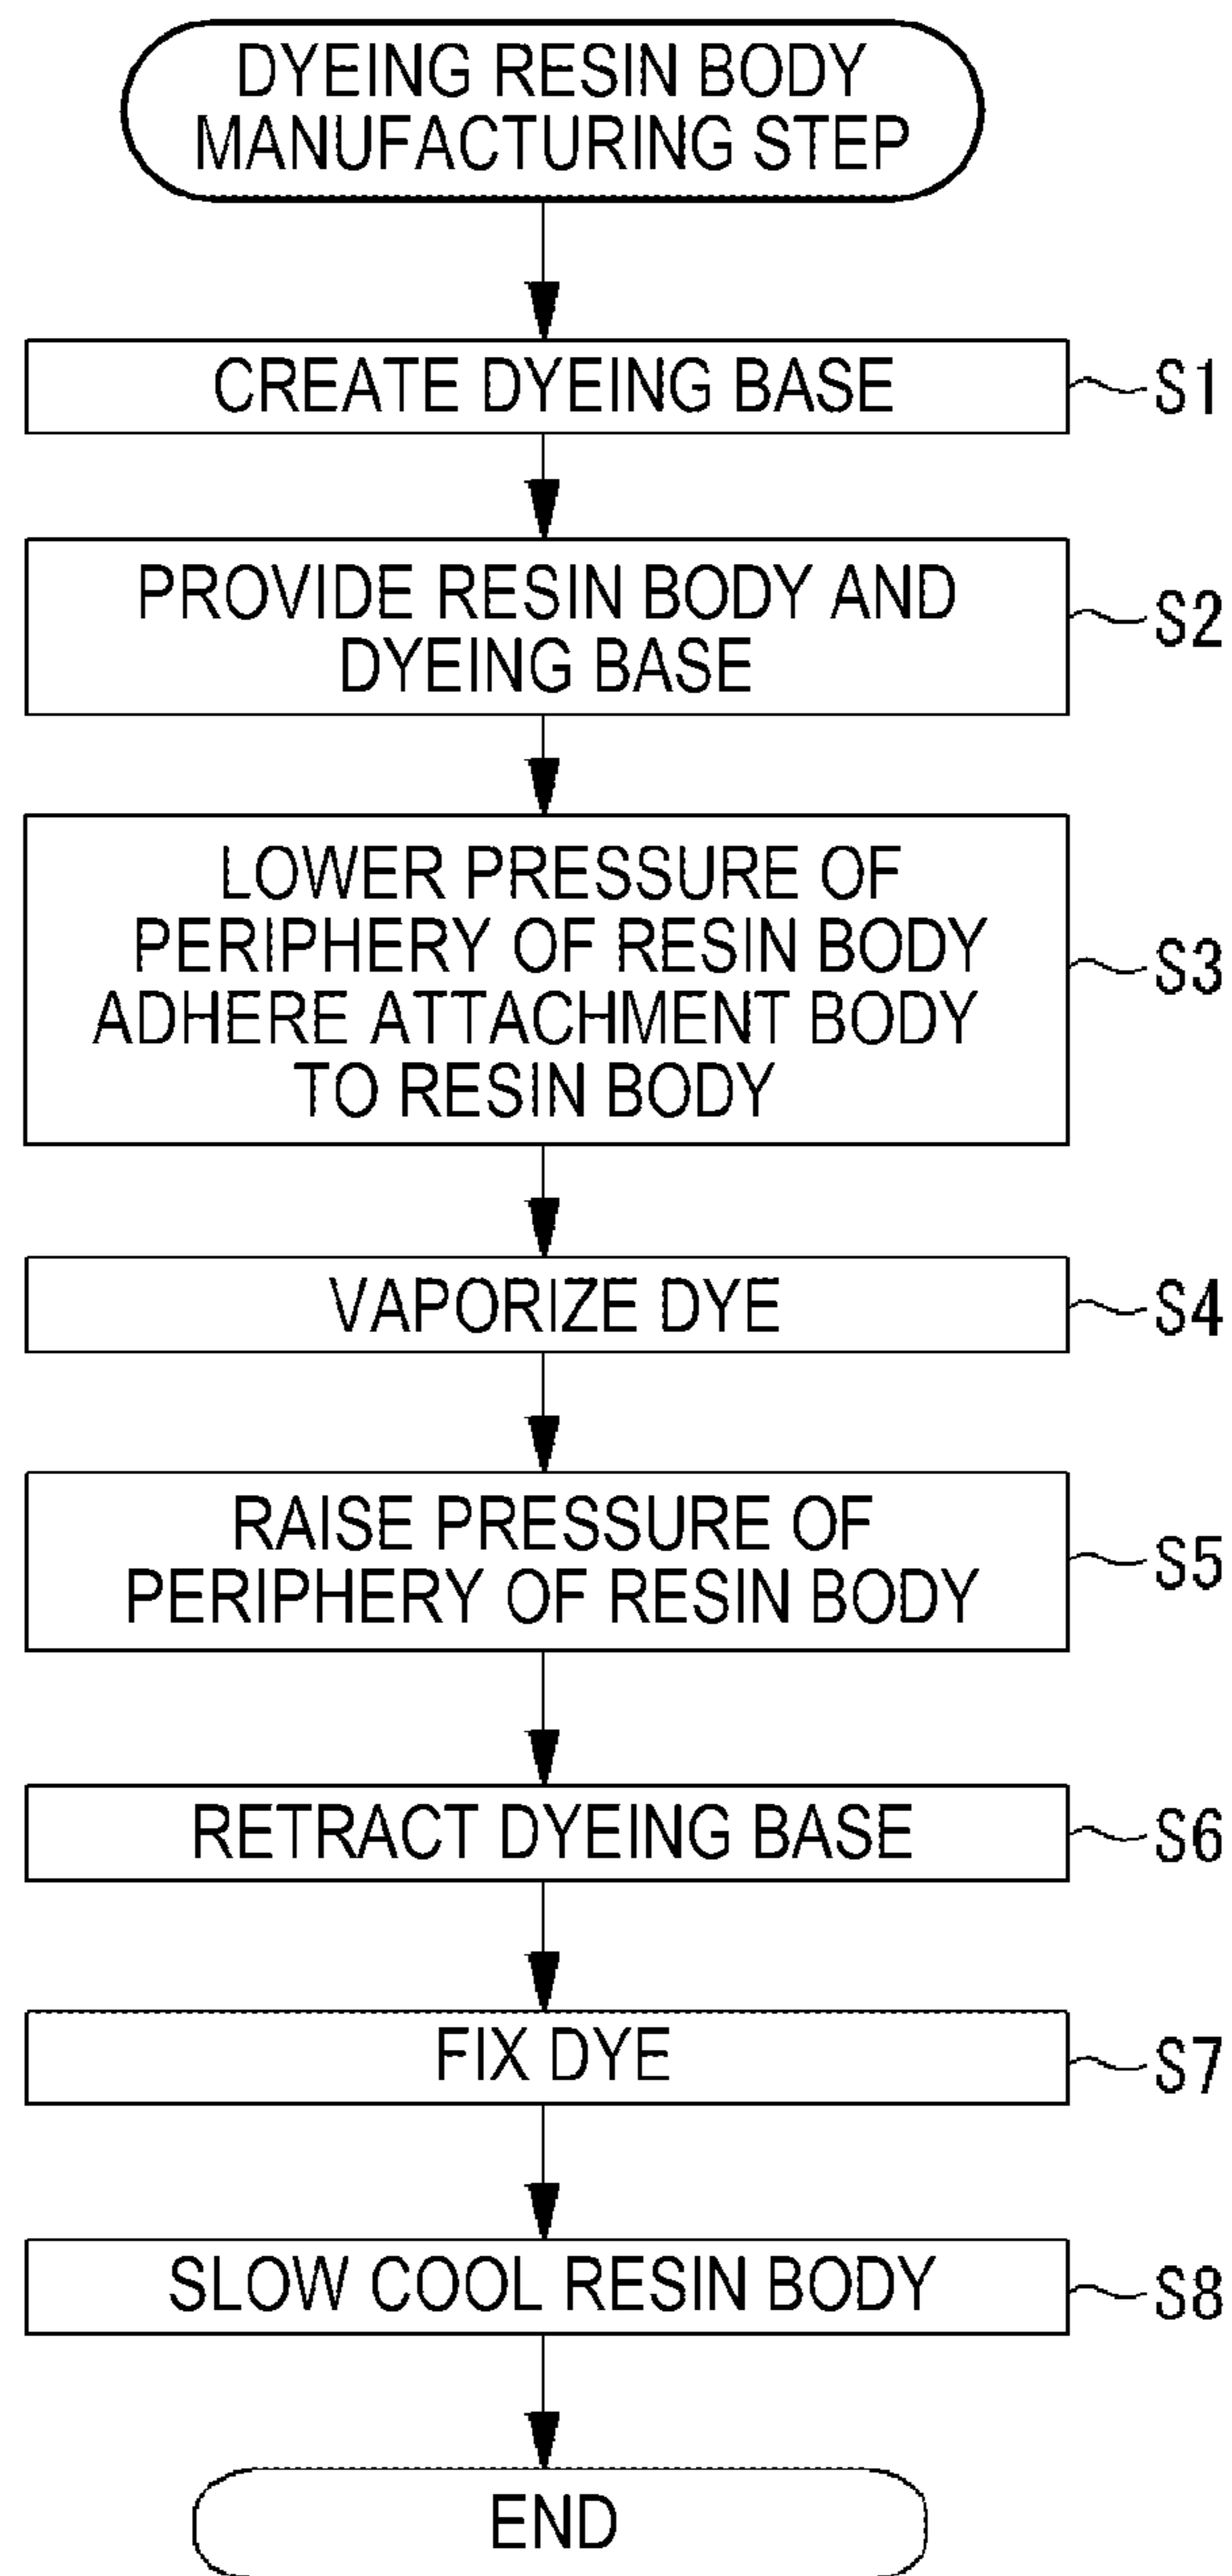 DYEING RESIN BODY
MANUFACTURING STEP
CREATE DYEING BASE
S1
PROVIDE RESIN BODY AND
DYEING BASE
S2
LOWER PRESSURE OF
PERIPHERY OF RESIN BODY
ADHERE ATTACHMENT BODY
TO RESIN BODY
S3
VAPORIZE DYE
S4
RAISE PRESSURE OF
PERIPHERY OF RESIN BODY
S5
RETRACT DYEING BASE
S6
FIX DYE
S7
SLOW COOL RESIN BODY
S8
END